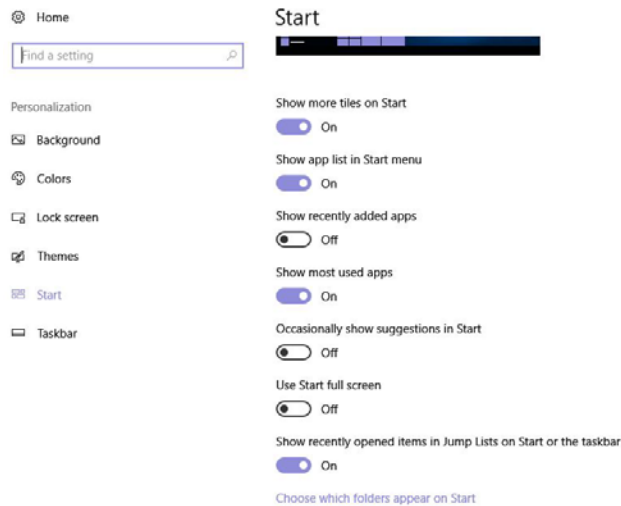 Home
Find a setting
Personalization
Background
Colors
Lock screen
Themes
Start
Taskbar
Start
Show more tiles on Start
On
Show app list in Start menu
On
Show recently added apps
Off
Show most used apps
On
Occasionally show suggestions in Start
Off
Use Start full screen
Off
Show recently opened items in Jump Lists on Start or the taskbar
On
Choose which folders appear on Start